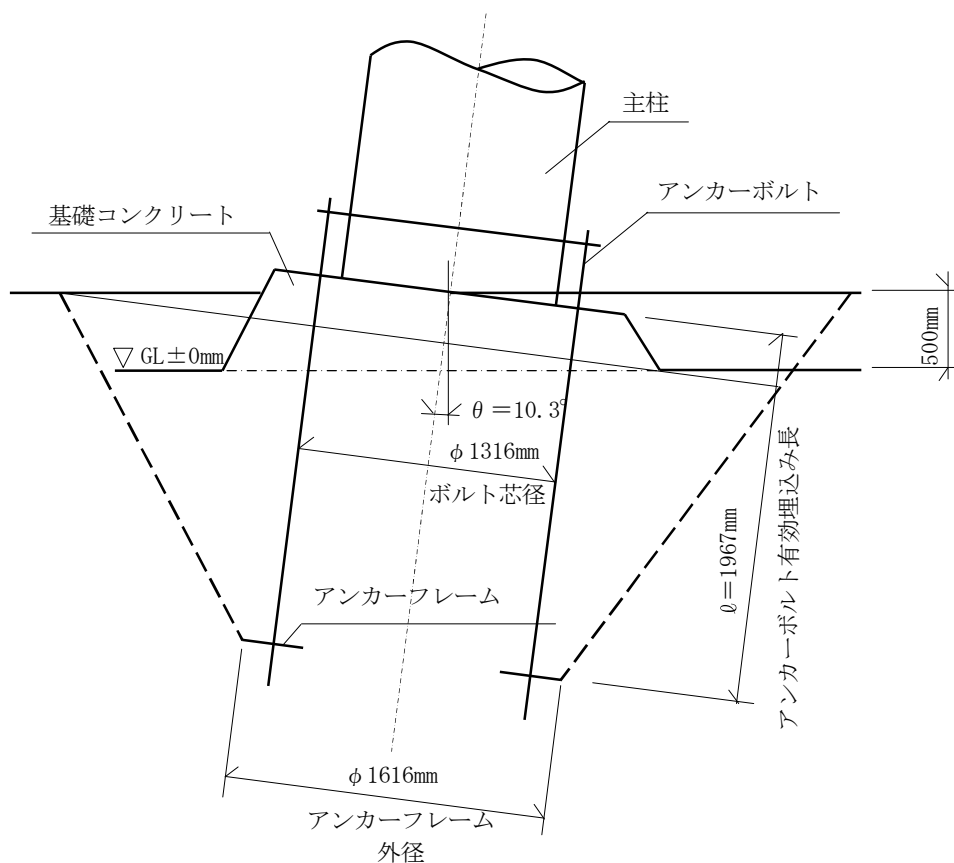 主柱
アンカーボルト
基礎コンクリート
500mm
▽ GL±0mm
θ=10.3°
φ1316mm
ボルト芯径
アンカーフレーム
ℓ=1967mm
アンカーボルト有効埋込み長
φ1616mm
アンカーフレーム
外径